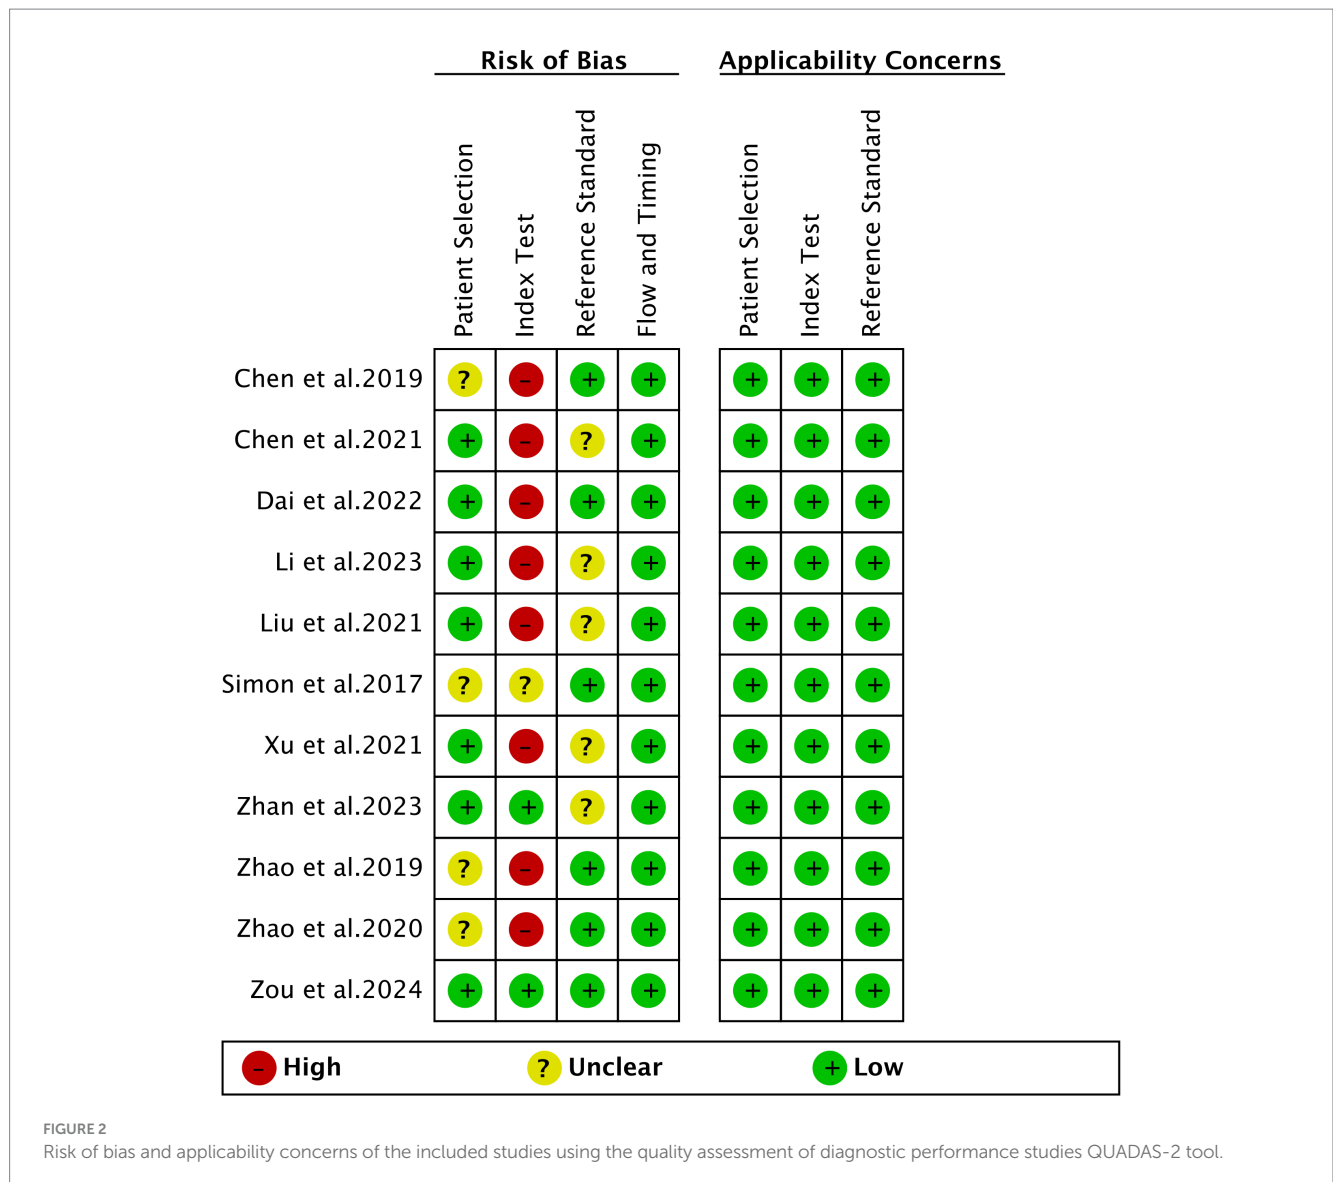 Risk of Bias
Applicability Concerns
Patient Selection
Index Test
Reference Standard
Flow and Timing
Patient Selection
Index Test
Reference Standard
Chen et al.2019 ? – + + + + +
Chen et al.2021 + – ? + + + +
Dai et al.2022 + – + + + + +
Li et al.2023 + – ? + + + +
Liu et al.2021 + – ? + + + +
Simon et al.2017 ? ? + + + + +
Xu et al.2021 + – ? + + + +
Zhan et al.2023 + + ? + + + +
Zhao et al.2019 ? – + + + + +
Zhao et al.2020 ? – + + + + +
Zou et al.2024 + + + + + + +
– High ? Unclear + Low
FIGURE 2
Risk of bias and applicability concerns of the included studies using the quality assessment of diagnostic performance studies QUADAS-2 tool.